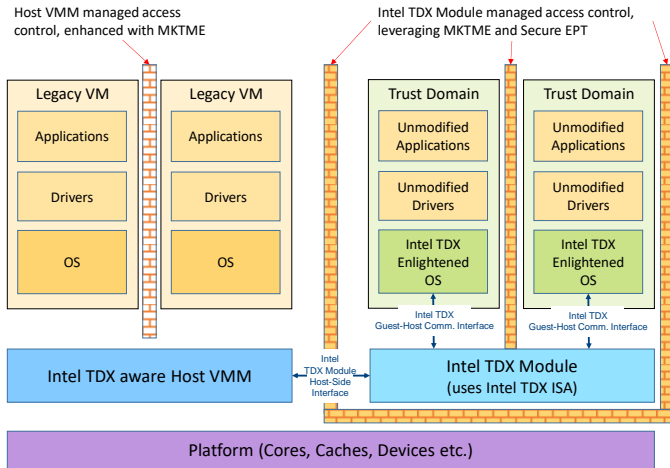 Host VMM managed access
control, enhanced with MKTME
Intel TDX Module managed access control,
leveraging MKTME and Secure EPT
Legacy VM
Applications
Drivers
OS
Legacy VM
Applications
Drivers
OS
Trust Domain
Unmodified
Applications
Unmodified
Drivers
Intel TDX
Enlightened
OS
Trust Domain
Unmodified
Applications
Unmodified
Drivers
Intel TDX
Enlightened
OS
Intel TDX
Guest-Host Comm. Interface
Intel TDX
Guest-Host Comm. Interface
Intel TDX aware Host VMM
Intel
TDX Module
Host-Side
Interface
Intel TDX Module
(uses Intel TDX ISA)
Platform (Cores, Caches, Devices etc.)